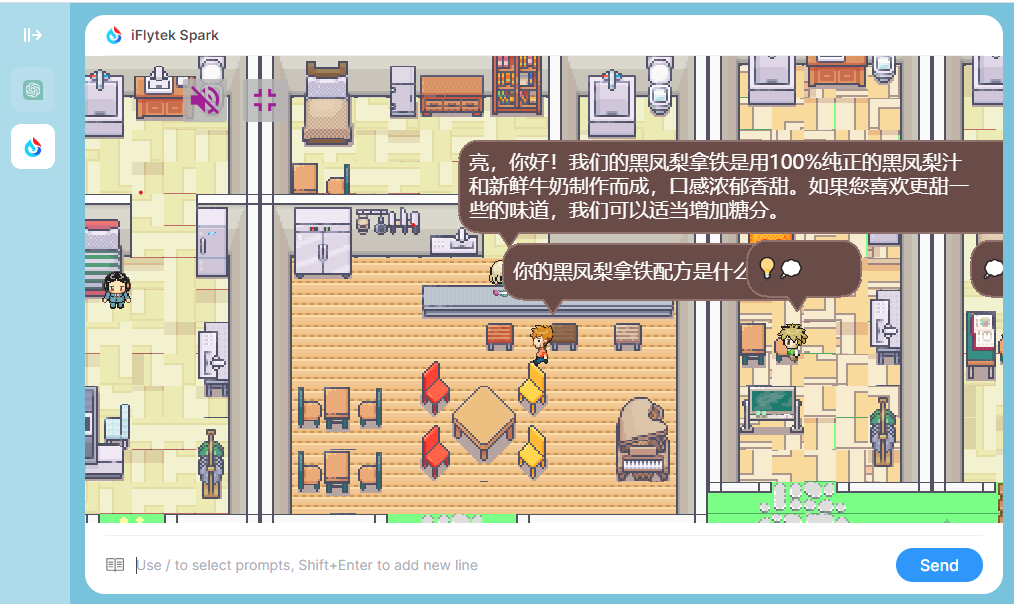 iFlytek Spark
亮，你好！我们的黑凤梨拿铁是用100%纯正的黑凤梨汁
和新鲜牛奶制作而成，口感浓郁香甜。如果您喜欢更甜一
些的味道，我们可以适当增加糖分。
你的黑凤梨拿铁配方是什么
Use / to select prompts, Shift+Enter to add new line
Send